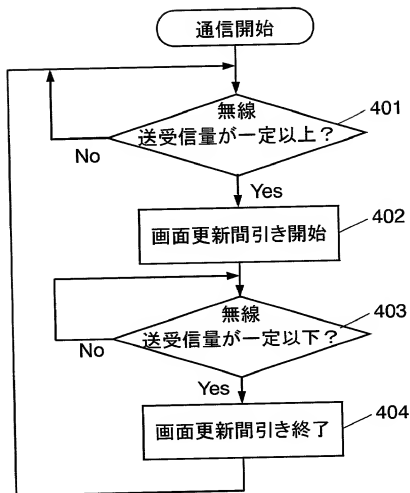 通信開始
無線
送受信量が一定以上？
401
No
Yes
画面更新間引き開始
402
無線
送受信量が一定以下？
403
No
Yes
画面更新間引き終了
404